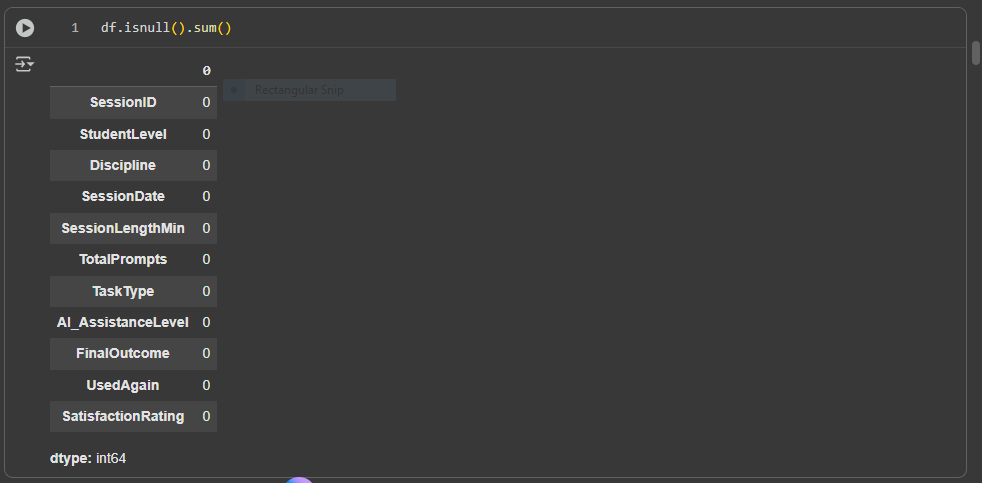 1 df.isnull().sum()
0
Rectangular Snip
SessionID 0
StudentLevel 0
Discipline 0
SessionDate 0
SessionLengthMin 0
TotalPrompts 0
TaskType 0
AI_AssistanceLevel 0
FinalOutcome 0
UsedAgain 0
SatisfactionRating 0
dtype: int64